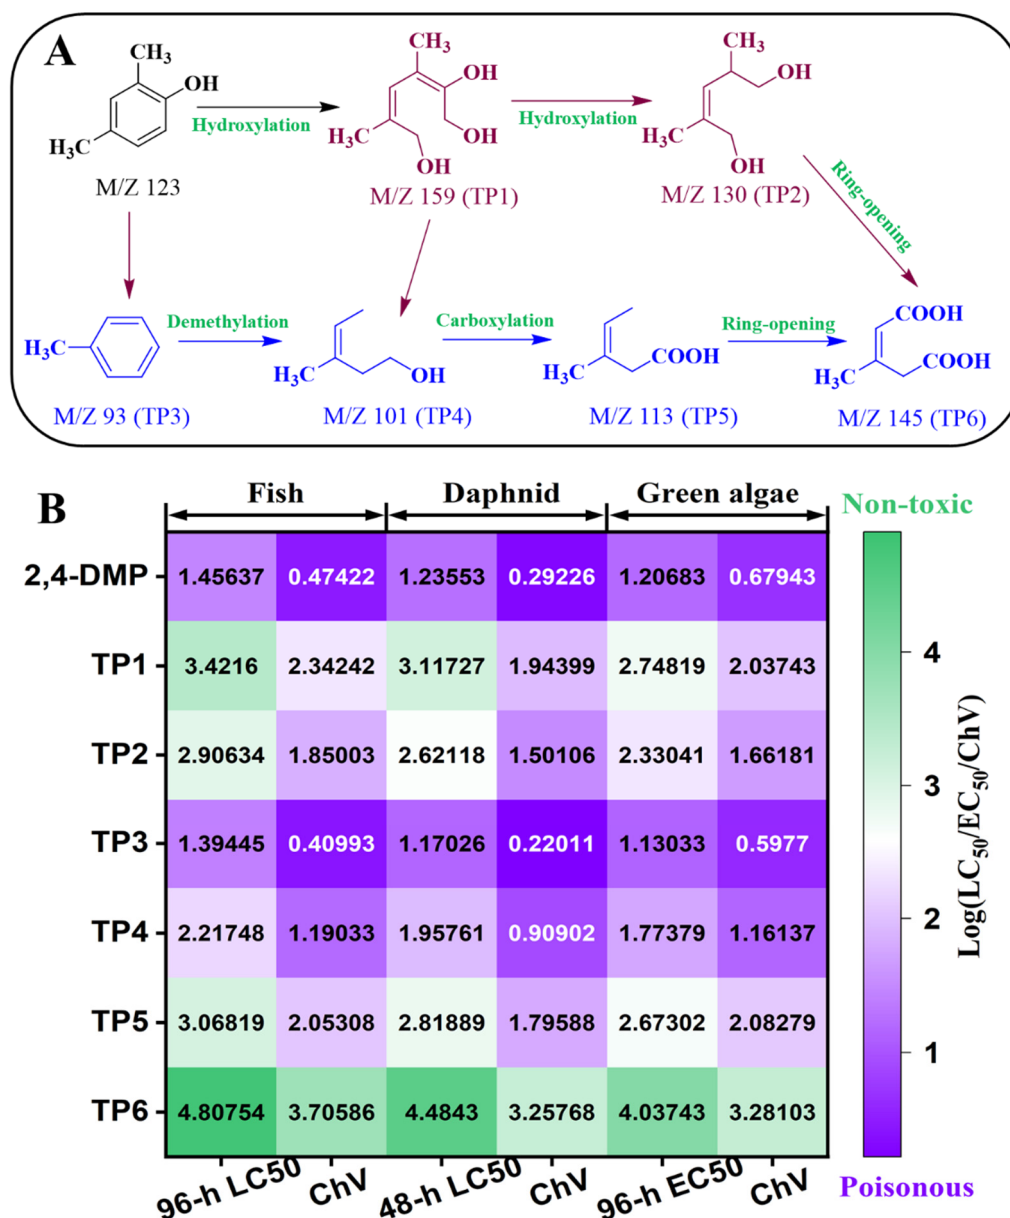 A
CH₃
OH
H₃C
M/Z 123
Hydroxylation
CH₃
OH
OH
H₃C
OH
M/Z 159 (TP1)
Hydroxylation
CH₃
OH
H₃C
OH
M/Z 130 (TP2)
Ring-opening
H₃C
M/Z 93 (TP3)
Demethylation
H₃C
OH
M/Z 101 (TP4)
Carboxylation
COOH
H₃C
M/Z 113 (TP5)
Ring-opening
COOH
COOH
H₃C
M/Z 145 (TP6)
B
Fish Daphnid Green algae
Non-toxic
2,4-DMP 1.45637 0.47422 1.23553 0.29226 1.20683 0.67943
TP1 3.4216 2.34242 3.11727 1.94399 2.74819 2.03743
TP2 2.90634 1.85003 2.62118 1.50106 2.33041 1.66181
TP3 1.39445 0.40993 1.17026 0.22011 1.13033 0.5977
TP4 2.21748 1.19033 1.95761 0.90902 1.77379 1.16137
TP5 3.06819 2.05308 2.81889 1.79588 2.67302 2.08279
TP6 4.80754 3.70586 4.4843 3.25768 4.03743 3.28103
96-h LC50 ChV 48-h LC50 ChV 96-h EC50 ChV
4
3
2
1
Log(LC₅₀/EC₅₀/ChV)
Poisonous